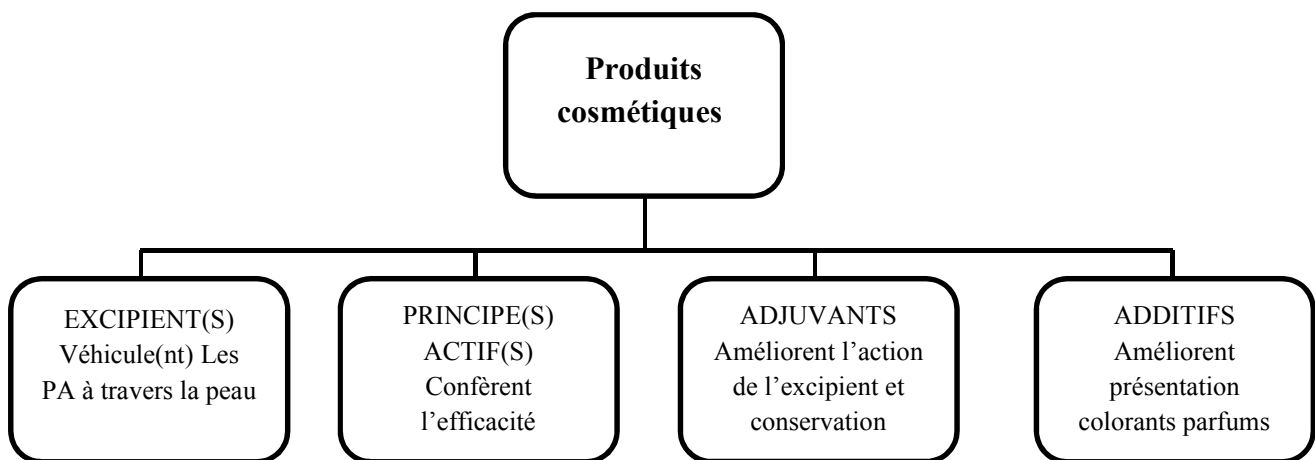 Produits
cosmétiques
EXCIPIENT(S)
Véhicule(nt) Les
PA à travers la peau
PRINCIPE(S)
ACTIF(S)
Confèrent
l’efficacité
ADJUVANTS
Améliorent l’action
de l’excipient et
conservation
ADDITIFS
Améliorent
présentation
colorants parfums